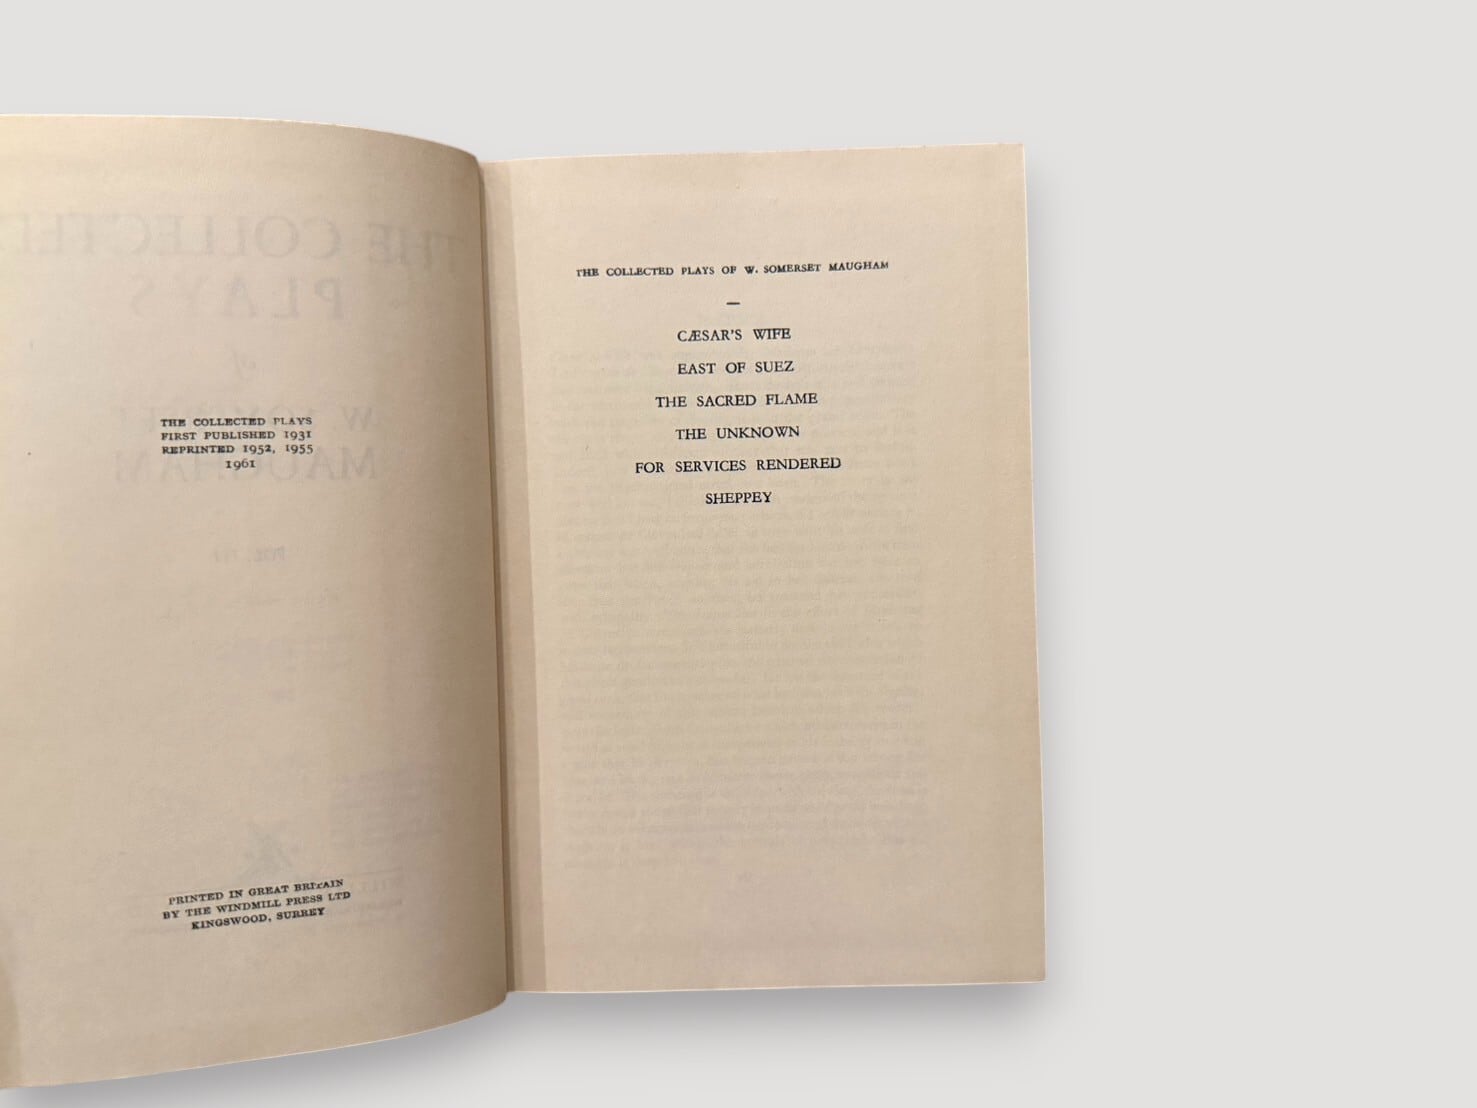 THE COLLECTED PLAYS
FIRST PUBLISHED 1931
REPRINTED 1952, 1955
1961
PRINTED IN GREAT BRITAIN
BY THE WINDMILL PRESS LTD
KINGSWOOD, SURREY
THE COLLECTED PLAYS OF W. SOMERSET MAUGHAM
—
CÆSAR'S WIFE
EAST OF SUEZ
THE SACRED FLAME
THE UNKNOWN
FOR SERVICES RENDERED
SHEPPEY